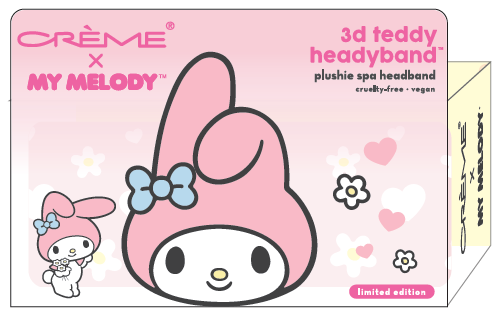 CRÈME®
×
MY MELODY™
3d teddy
headyband™
plushie spa headband
cruelty-free • vegan
limited edition
CRÈME®
×
MY MELODY™